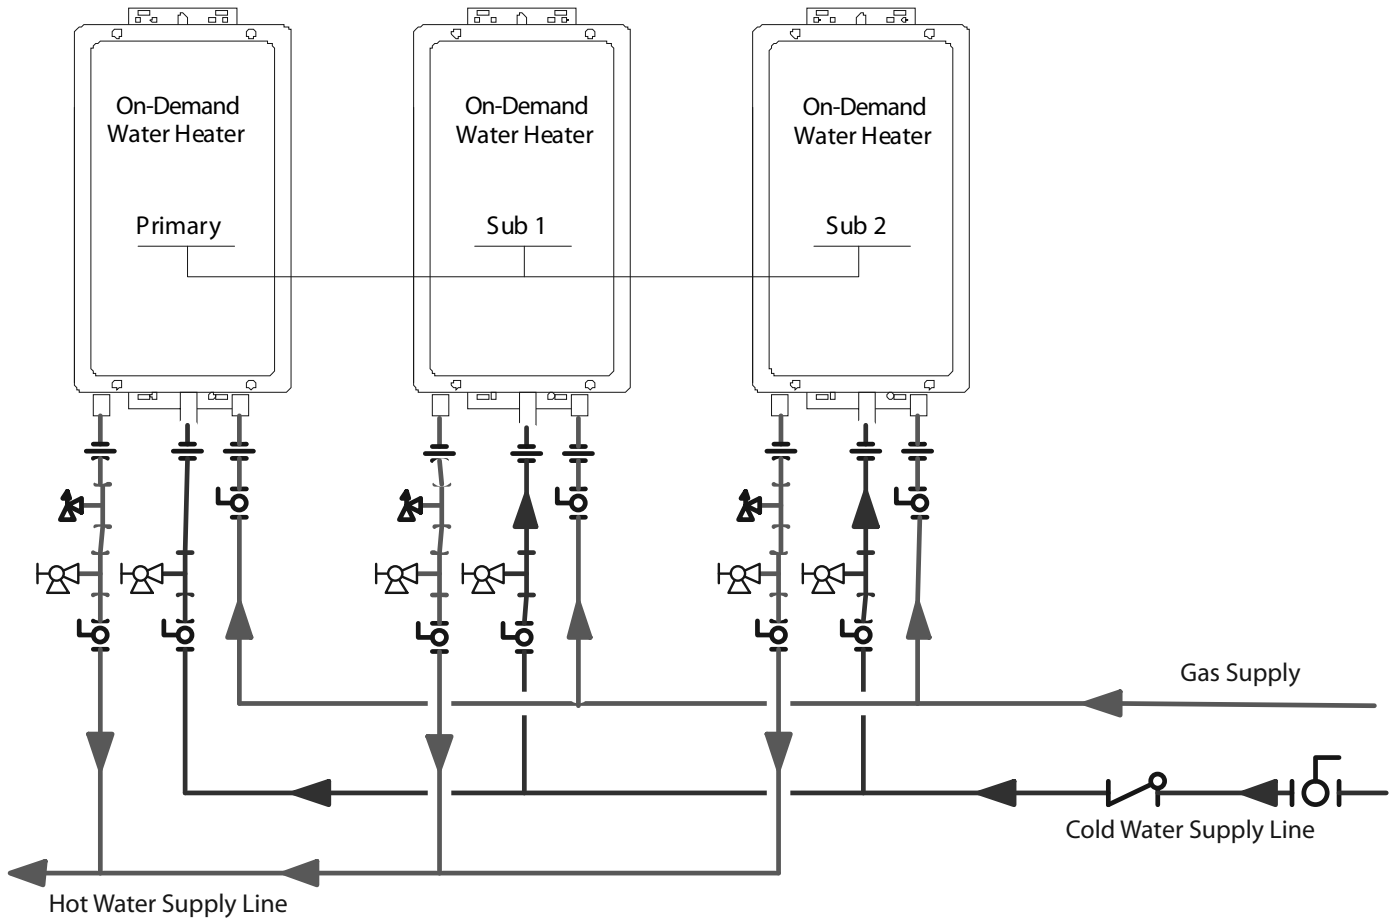 On-Demand
Water Heater
On-Demand
Water Heater
On-Demand
Water Heater
Primary
Sub 1
Sub 2
Gas Supply
Cold Water Supply Line
Hot Water Supply Line